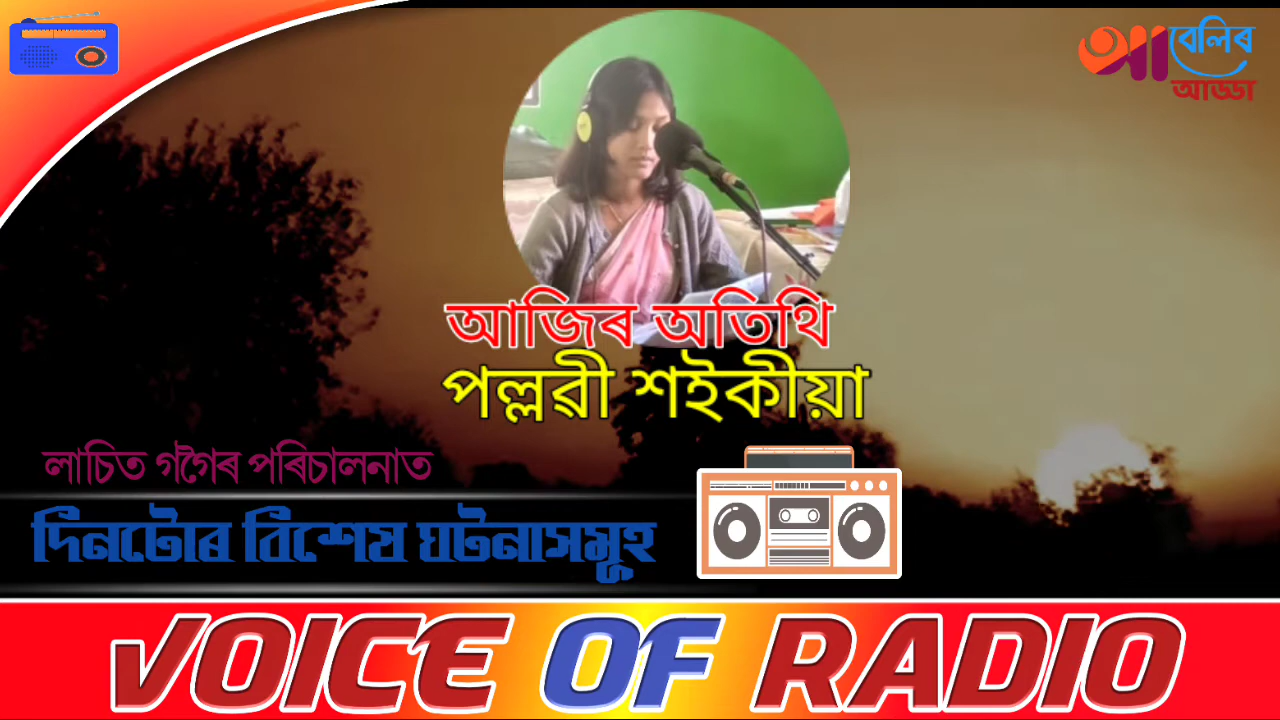 আবেলিৰ
আড্ডা
আজিৰ অতিথি
পল্লৱী শইকীয়া
লাচিত গগৈৰ পৰিচালনাত
দিনটোৰ বিশেষ ঘটনাসমূহ
VOICE OF RADIO